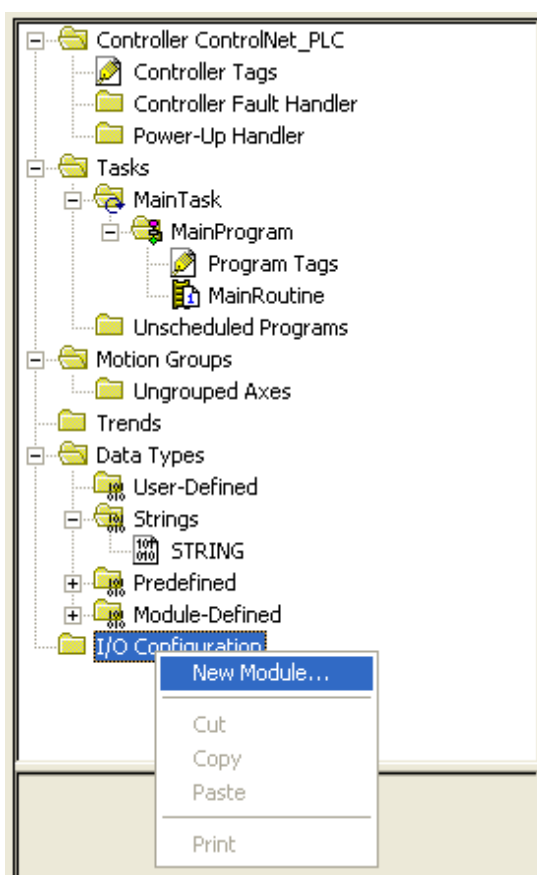 Controller ControlNet_PLC
Controller Tags
Controller Fault Handler
Power-Up Handler
Tasks
MainTask
MainProgram
Program Tags
MainRoutine
Unscheduled Programs
Motion Groups
Ungrouped Axes
Trends
Data Types
User-Defined
Strings
STRING
Predefined
Module-Defined
I/O Configuration
New Module...
Cut
Copy
Paste
Print